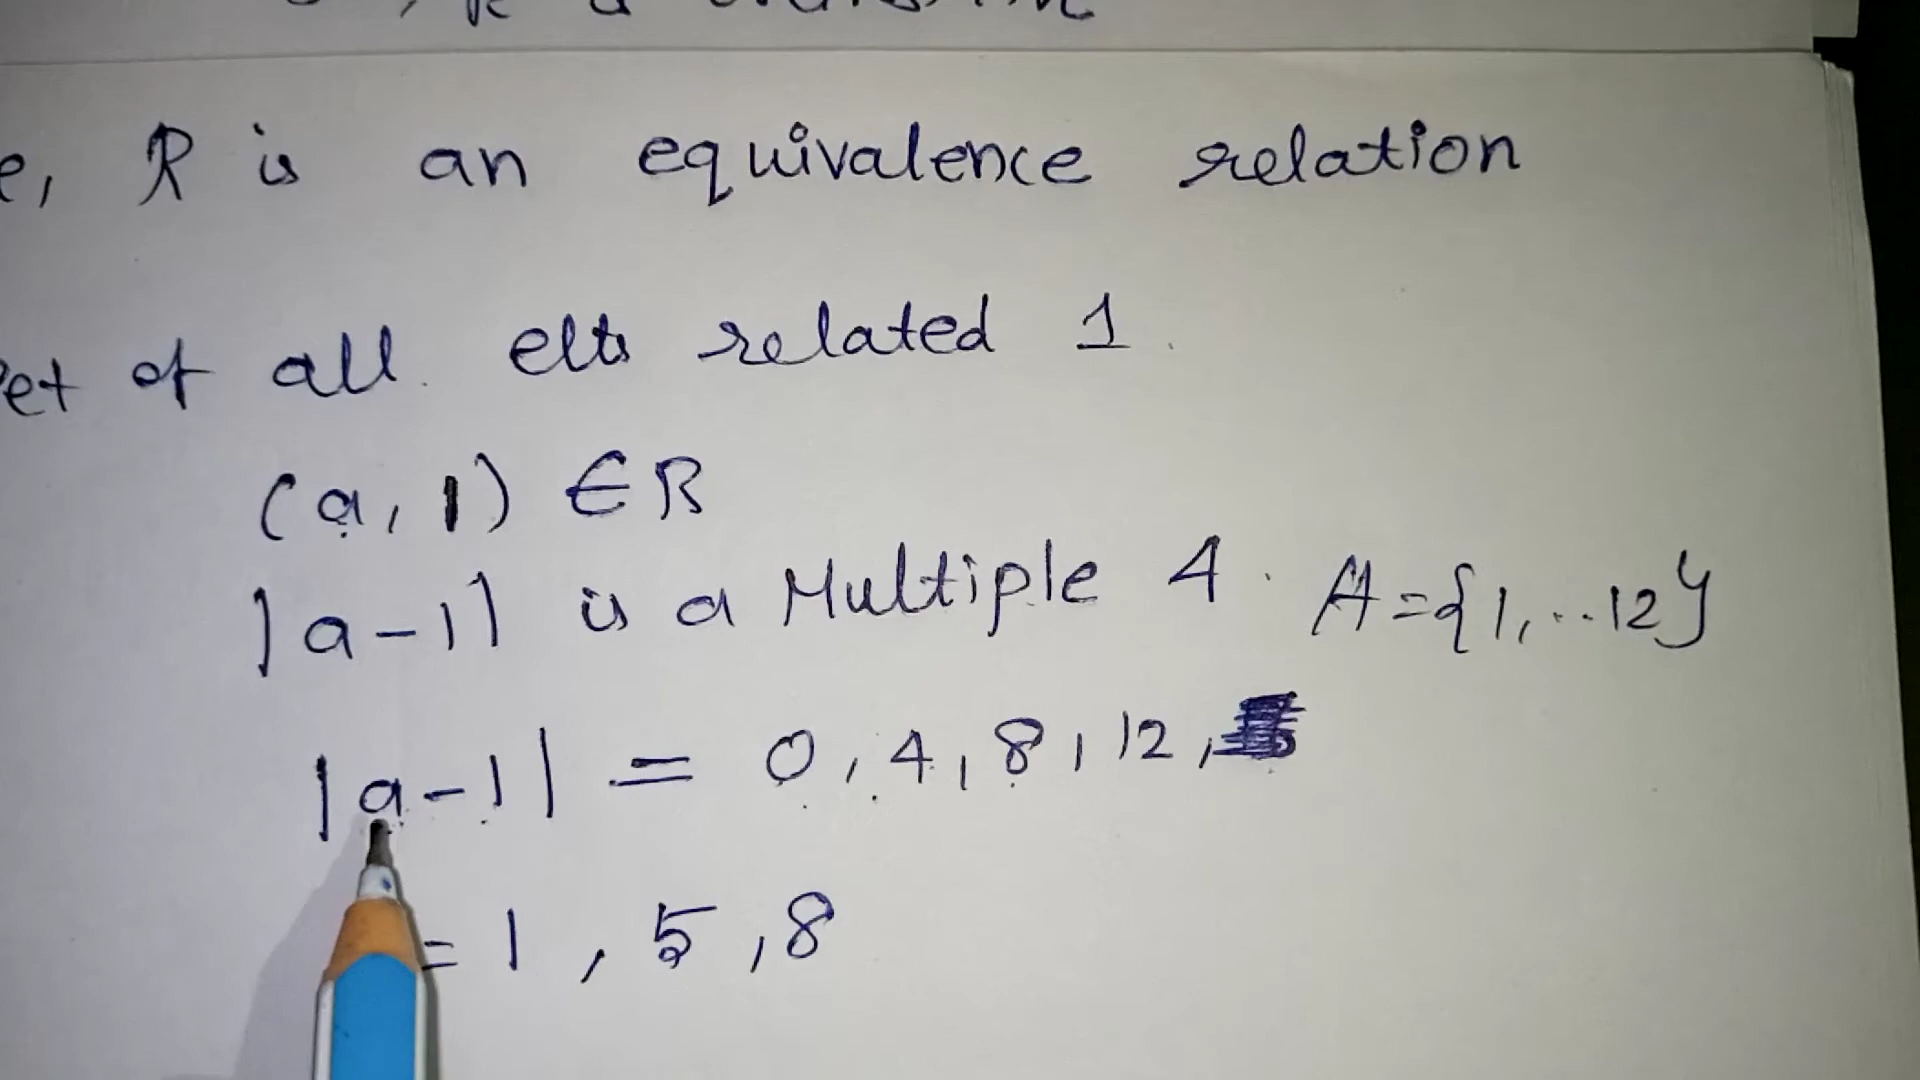 R is an equivalence relation
of all elts related 1.
(a, 1) ∈ R
|a-1| is a Multiple 4. A={1,...12}
|a-1| = 0, 4, 8, 12,
= 1, 5, 8